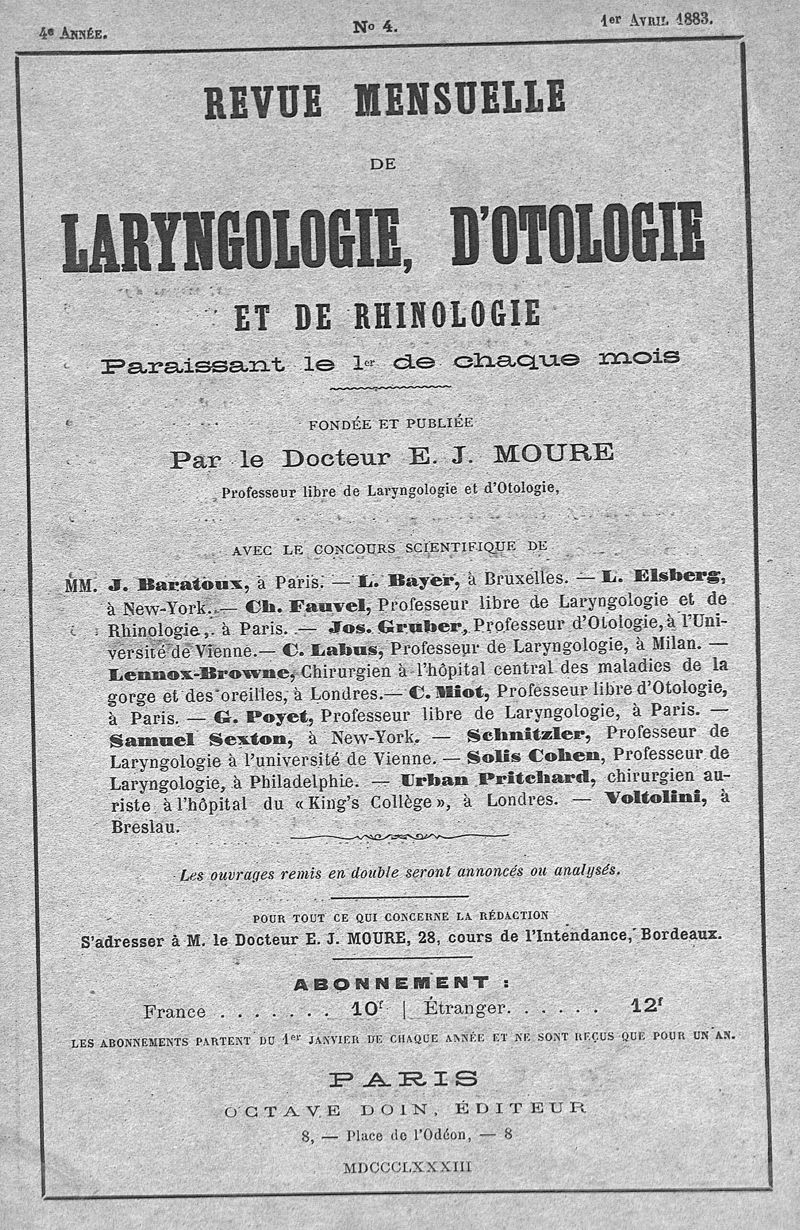 4e ANNÉE.
No 4.
1er AVRIL 1883.
REVUE MENSUELLE
DE
LARYNGOLOGIE, D'OTOLOGIE
ET DE RHINOLOGIE
Paraissant le 1er de chaque mois
FONDÉE ET PUBLIÉE
Par le Docteur E. J. MOURE
Professeur libre de Laryngologie et d'Otologie,
AVEC LE CONCOURS SCIENTIFIQUE DE
MM. J. Baratoux, à Paris. — L. Bayer, à Bruxelles. — L. Elsberg,
à New-York. — Ch. Fauvel, Professeur libre de Laryngologie et de
Rhinologie, à Paris. — Jos. Gruber, Professeur d'Otologie, à l'Uni-
versité de Vienne. — C. Labus, Professeur de Laryngologie, à Milan. —
Lennox-Browne, Chirurgien à l'hôpital central des maladies de la
gorge et des oreilles, à Londres. — C. Miot, Professeur libre d'Otologie,
à Paris. — G. Poyet, Professeur libre de Laryngologie, à Paris. —
Samuel Sexton, à New-York. — Schnitzler, Professeur de
Laryngologie à l'université de Vienne. — Solis Cohen, Professeur de
Laryngologie, à Philadelphie. — Urban Pritchard, chirurgien au-
riste à l'hôpital du « King's Collège », à Londres. — Voltolini, à
Breslau.
Les ouvrages remis en double seront annoncés ou analysés.
POUR TOUT CE QUI CONCERNE LA RÉDACTION
S'adresser à M. le Docteur E. J. MOURE, 28, cours de l'Intendance, Bordeaux.
ABONNEMENT :
France . . . . . . . 10f | Étranger. . . . . . 12f
LES ABONNEMENTS PARTENT DU 1er JANVIER DE CHAQUE ANNÉE ET NE SONT REÇUS QUE POUR UN AN.
PARIS
OCTAVE DOIN, ÉDITEUR
8, — Place de l'Odéon, — 8
MDCCCLXXXIII